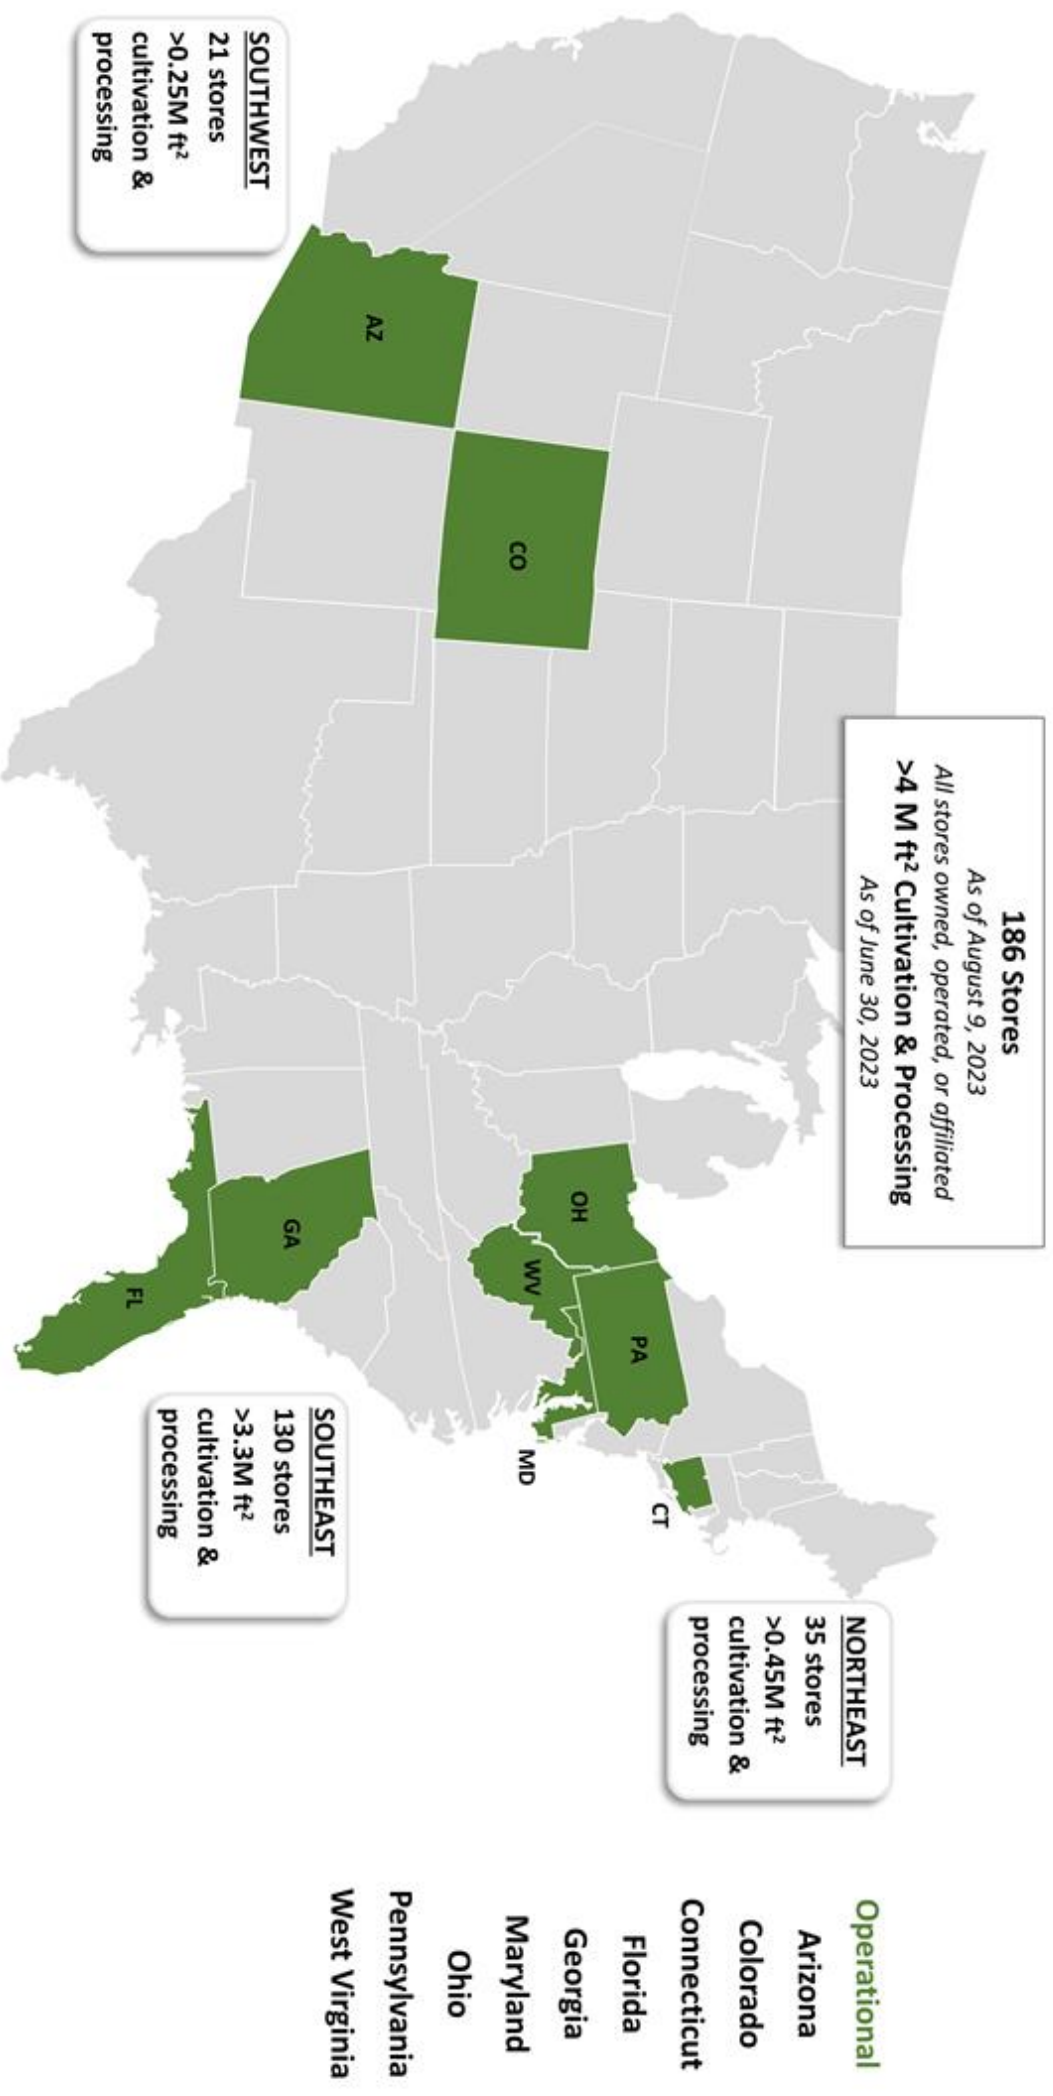 186 Stores
As of August 9, 2023
All stores owned, operated, or affiliated
>4 M ft² Cultivation & Processing
As of June 30, 2023
AZ
CO
OH
WV
PA
MD
CT
GA
FL
SOUTHWEST
21 stores
>0.25M ft²
cultivation &
processing
SOUTHEAST
130 stores
>3.3M ft²
cultivation &
processing
NORTHEAST
35 stores
>0.45M ft²
cultivation &
processing
Operational
Arizona
Colorado
Connecticut
Florida
Georgia
Maryland
Ohio
Pennsylvania
West Virginia